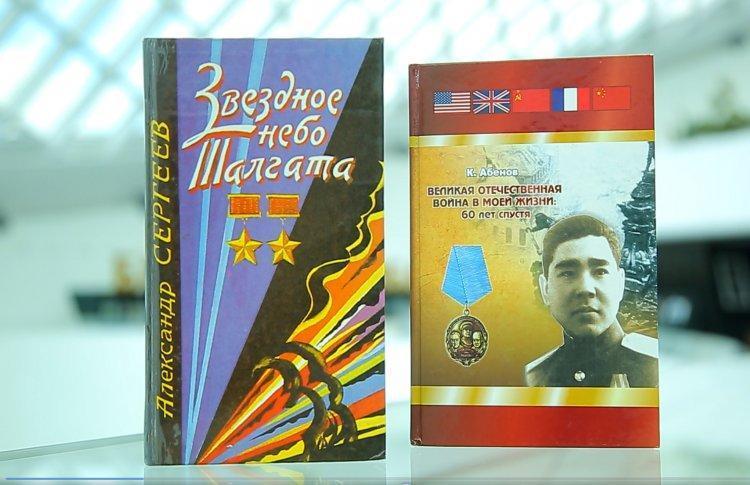 Александр СЕРГЕЕВ
Звездное
небо
Талгата
К. Абенов
ВЕЛИКАЯ ОТЕЧЕСТВЕННАЯ
ВОЙНА В МОЕЙ ЖИЗНИ:
60 лет спустя